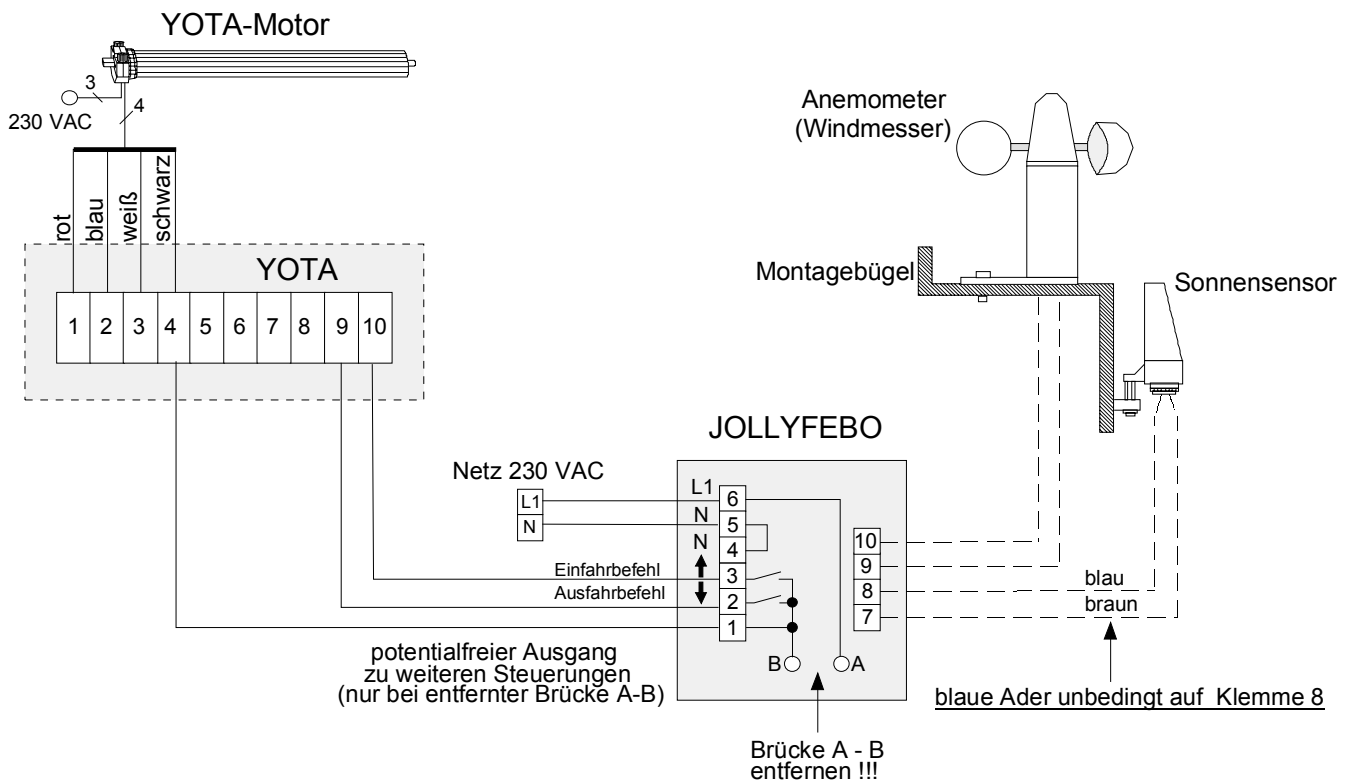 YOTA-Motor
3
4
230 VAC
rot
blau
weiß
schwarz
YOTA
1 2 3 4 5 6 7 8 9 10
Anemometer
(Windmesser)
Montagebügel
Sonnensensor
JOLLYFEBO
Netz 230 VAC
L1
N
L1
N
N
6
5
4
3
2
1
Einfahrbefehl
Ausfahrbefehl
10
9
8
7
blau
braun
B
A
potentialfreier Ausgang
zu weiteren Steuerungen
(nur bei entfernter Brücke A-B)
blaue Ader unbedingt auf Klemme 8
Brücke A - B
entfernen !!!